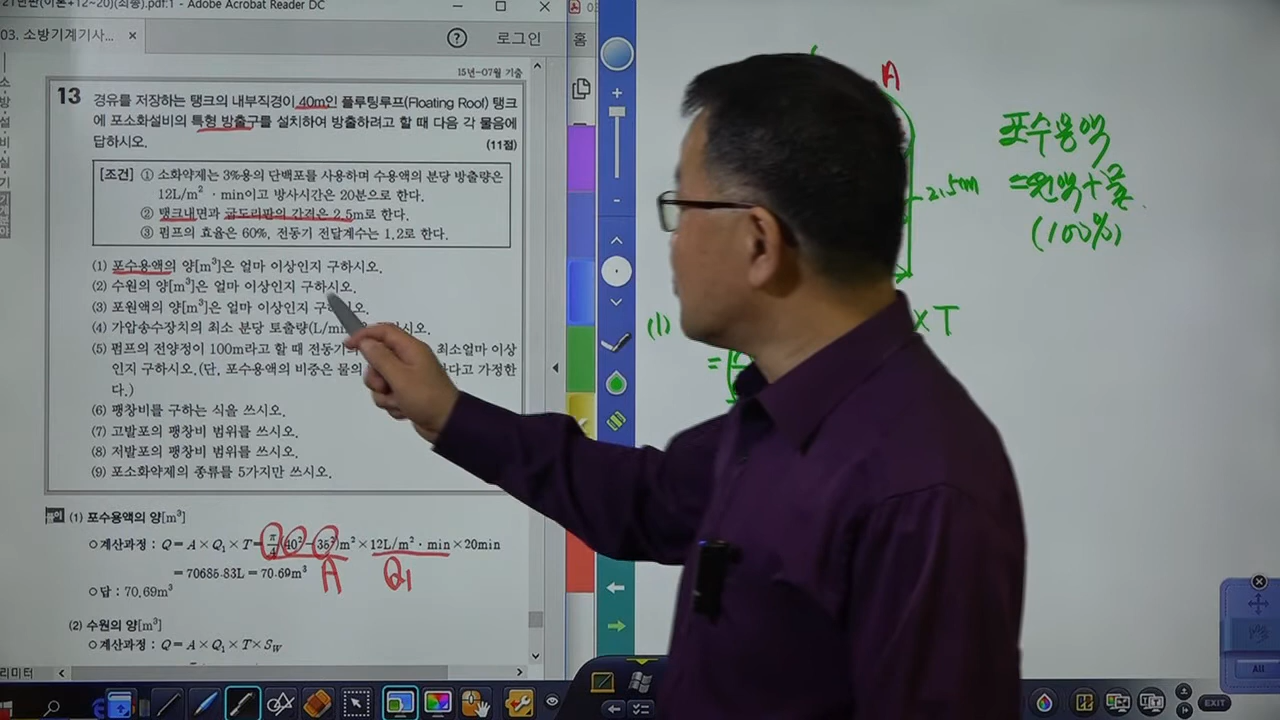 21년판(이론+12~20)(최종).pdf:1 - Adobe Acrobat Reader DC
03. 소방기계기사...
로그인
홈
15년-07월 기출
13 경유를 저장하는 탱크의 내부직경이 40m인 플루팅루프(Floating Roof) 탱크
에 포소화설비의 특형 방출구를 설치하여 방출하려고 할 때 다음 각 물음에
답하시오. (11점)
[조건] ① 소화약제는 3%용의 단백포를 사용하며 수용액의 분당 방출량은
12L/m²·min이고 방사시간은 20분으로 한다.
② 탱크내면과 굽도리판의 간격은 2.5m로 한다.
③ 펌프의 효율은 60%, 전동기 전달계수는 1.2로 한다.
(1) 포수용액의 양[m³]은 얼마 이상인지 구하시오.
(2) 수원의 양[m³]은 얼마 이상인지 구하시오.
(3) 포원액의 양[m³]은 얼마 이상인지 구하시오.
(4) 가압송수장치의 최소 분당 토출량(L/min
(5) 펌프의 전양정이 100m라고 할 때 전동기의 최소얼마 이상
인지 구하시오.(단, 포수용액의 비중은 물의 다고 가정한
다.)
(6) 팽창비를 구하는 식을 쓰시오.
(7) 고발포의 팽창비 범위를 쓰시오.
(8) 저발포의 팽창비 범위를 쓰시오.
(9) 포소화약제의 종류를 5가지만 쓰시오.
풀이 (1) 포수용액의 양[m³]
○계산과정 : Q=A×Q₁×T=π/4(40²-35²)m²×12L/m²·min×20min
=70685.83L=70.69m³
A Q₁
○답 : 70.69m³
(2) 수원의 양[m³]
○계산과정 : Q=A×Q₁×T×S_W
A
포수용액
=원액+물
(100%)
2.5m
(1)
×T
=
All
EXIT